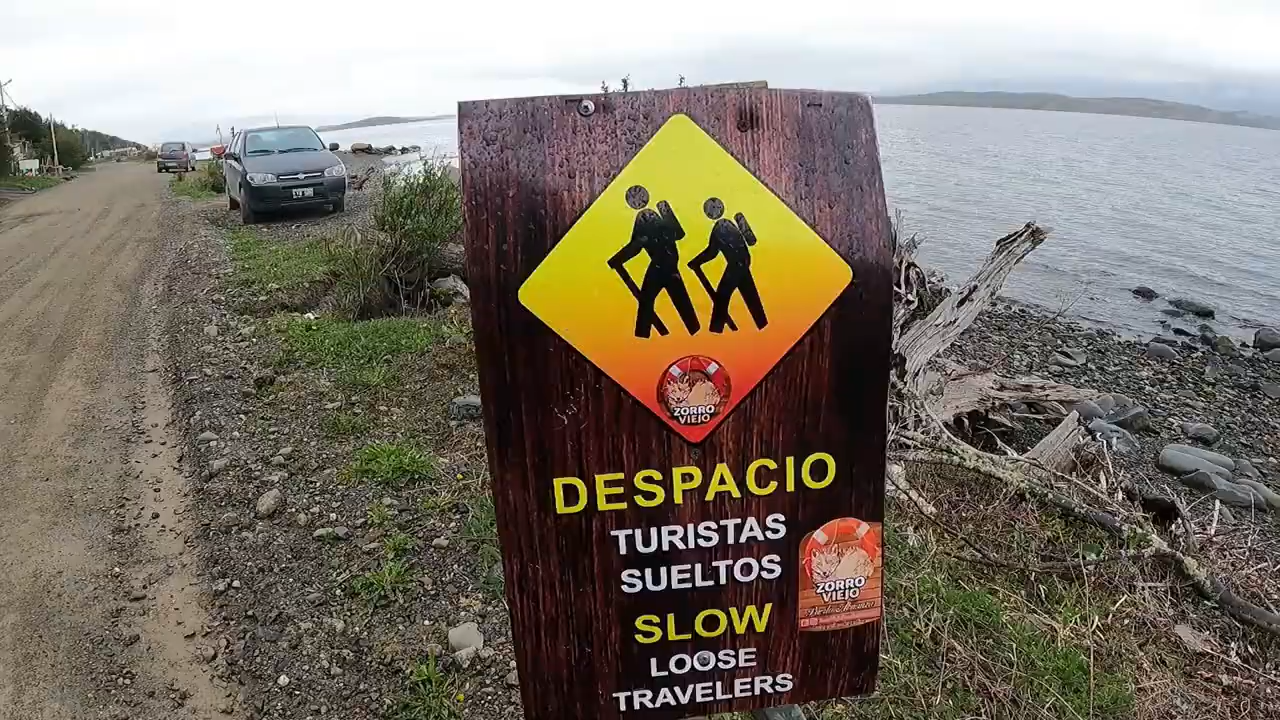 ZORRO
VIEJO
DESPACIO
TURISTAS
SUELTOS
SLOW
LOOSE
TRAVELERS
ZORRO
VIEJO